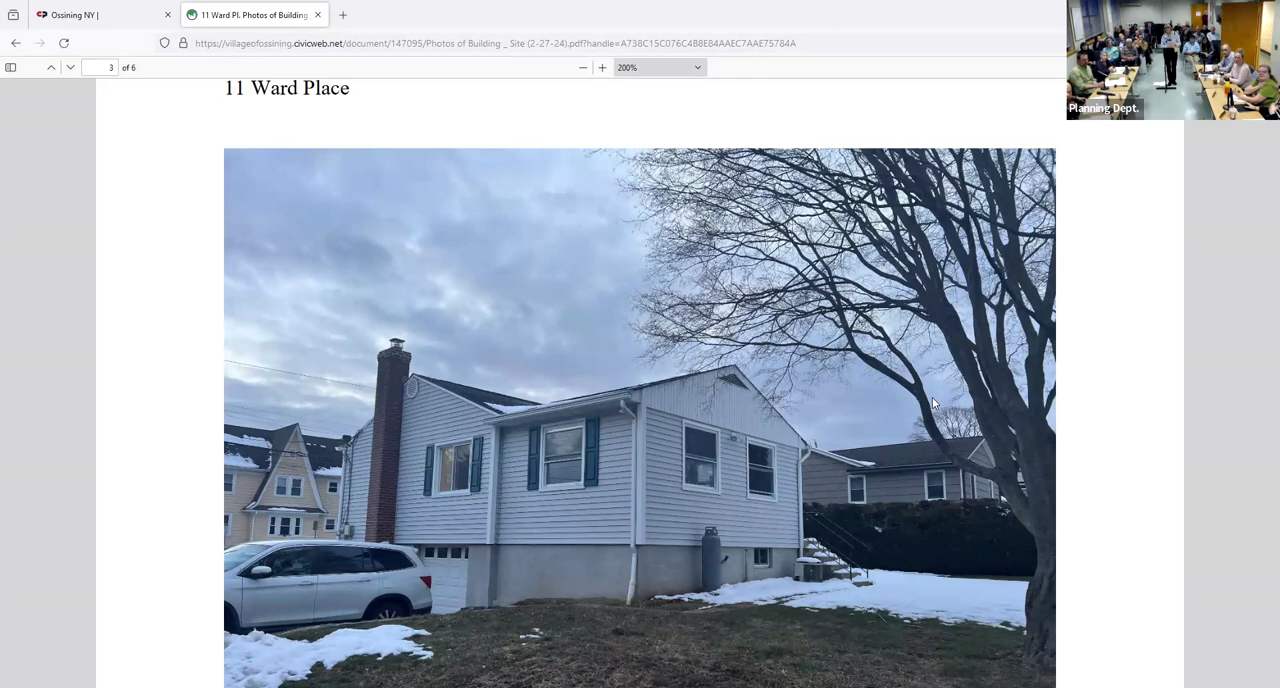 Ossining NY |
11 Ward Pl. Photos of Building
https://villageofossining.civicweb.net/document/147095/Photos of Building _ Site (2-27-24).pdf?handle=A738C15C076C4B8E84AAEC7AAE75784A
3 of 6
200%
11 Ward Place
Planning Dept.